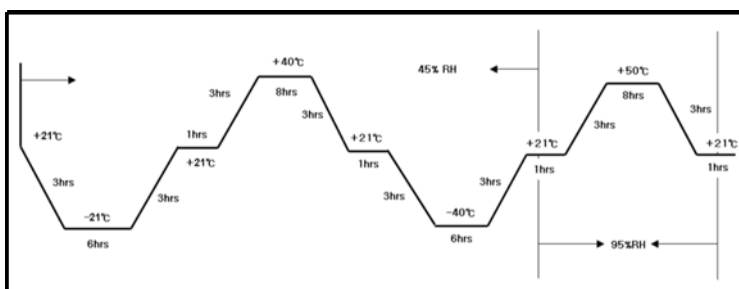 +40℃
45% RH
+50℃
3hrs
8hrs
3hrs
8hrs
3hrs
+21℃
1hrs
+21℃
3hrs
+21℃
3hrs
+21℃
+21℃
1hrs
1hrs
1hrs
3hrs
3hrs
3hrs
3hrs
-21℃
-40℃
6hrs
6hrs
95%RH